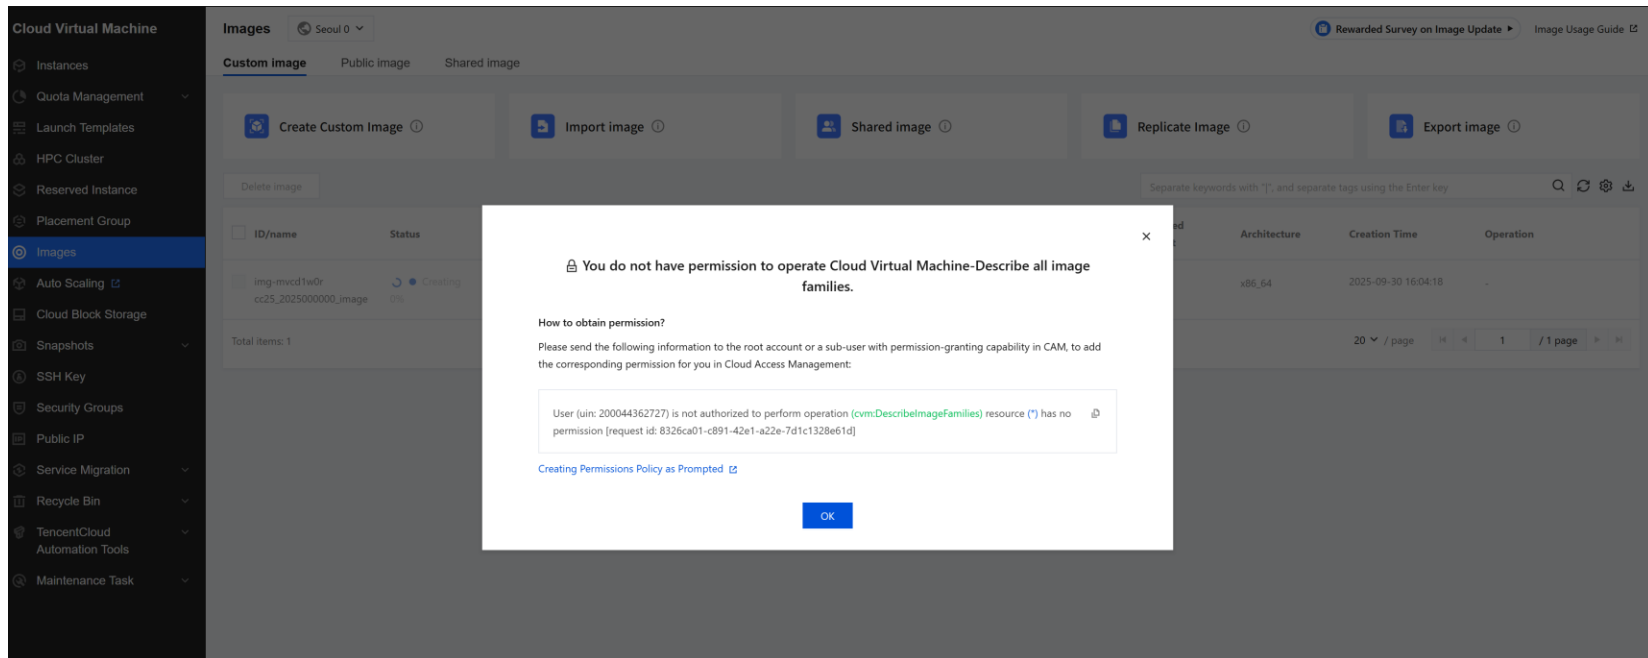 Cloud Virtual Machine
Instances
Quota Management
Launch Templates
HPC Cluster
Reserved Instance
Placement Group
Images
Auto Scaling
Cloud Block Storage
Snapshots
SSH Key
Security Groups
Public IP
Service Migration
Recycle Bin
TencentCloud
Automation Tools
Maintenance Task
Images Seoul 0 Rewarded Survey on Image Update Image Usage Guide
Custom image Public image Shared image
Create Custom Image Import image Shared image Replicate Image Export image
Delete image Separate keywords with "|", and separate tags using the Enter key
ID/name Status Architecture Creation Time Operation
img-mvcd1w0r Creating x86_64 2025-09-30 16:04:18 -
cc25_2025000000_image 0%
Total items: 1 20 / page 1 / 1 page
You do not have permission to operate Cloud Virtual Machine-Describe all image
families.
How to obtain permission?
Please send the following information to the root account or a sub-user with permission-granting capability in CAM, to add
the corresponding permission for you in Cloud Access Management:
User (uin: 200044362727) is not authorized to perform operation (cvm:DescribeImageFamilies) resource (*) has no
permission [request id: 8326ca01-c891-42e1-a22e-7d1c1328e61d]
Creating Permissions Policy as Prompted
OK